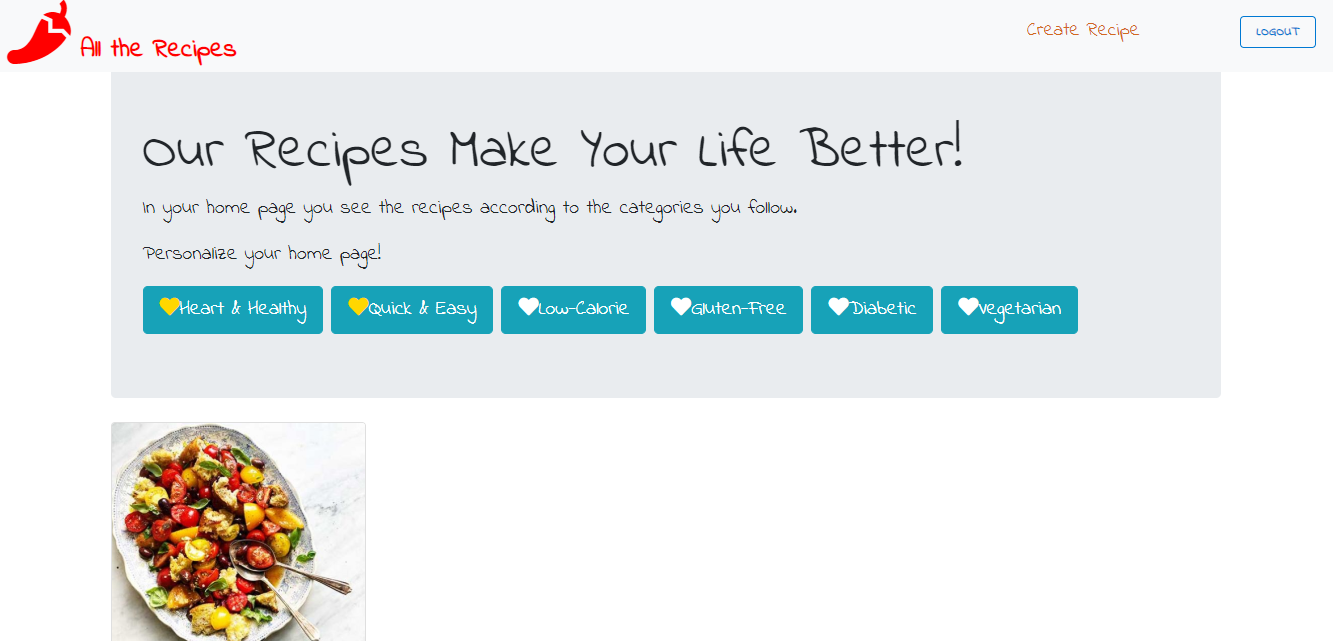 All the Recipes
Create Recipe
LOGOUT
Our Recipes Make Your Life Better!
In your home page you see the recipes according to the categories you follow.
Personalize your home page!
Heart & Healthy
Quick & Easy
Low-Calorie
Gluten-Free
Diabetic
Vegetarian